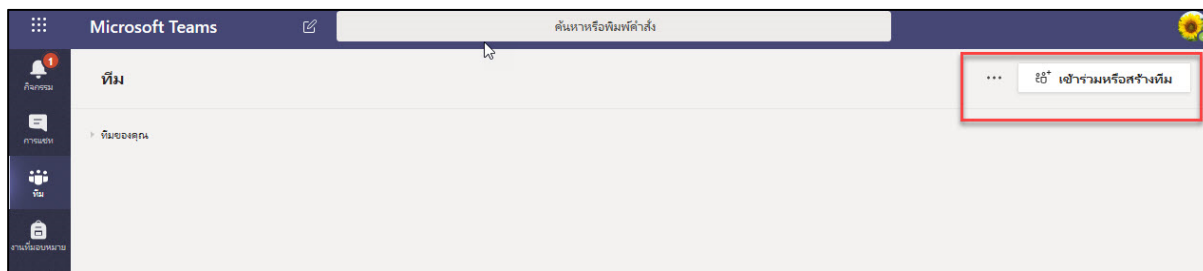 Microsoft Teams
ค้นหาหรือพิมพ์คำสั่ง
1
กิจกรรม
ทีม
... เข้าร่วมหรือสร้างทีม
การแชท
ทีมของคุณ
ทีม
งานที่มอบหมาย